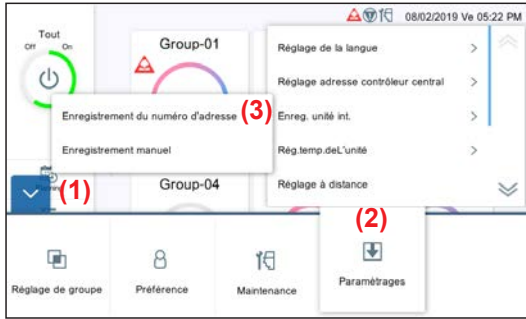 08/02/2019 Ve 05:22 PM
Tout
Off On
Group-01
Réglage de la langue
Réglage adresse contrôleur central
Enregistrement du numéro d'adresse (3)
Enreg. unité int.
Enregistrement manuel
Rég.temp.deL'unité
(1)
Group-04
Réglage à distance
(2)
Réglage de groupe
Préférence
Maintenance
Paramétrages